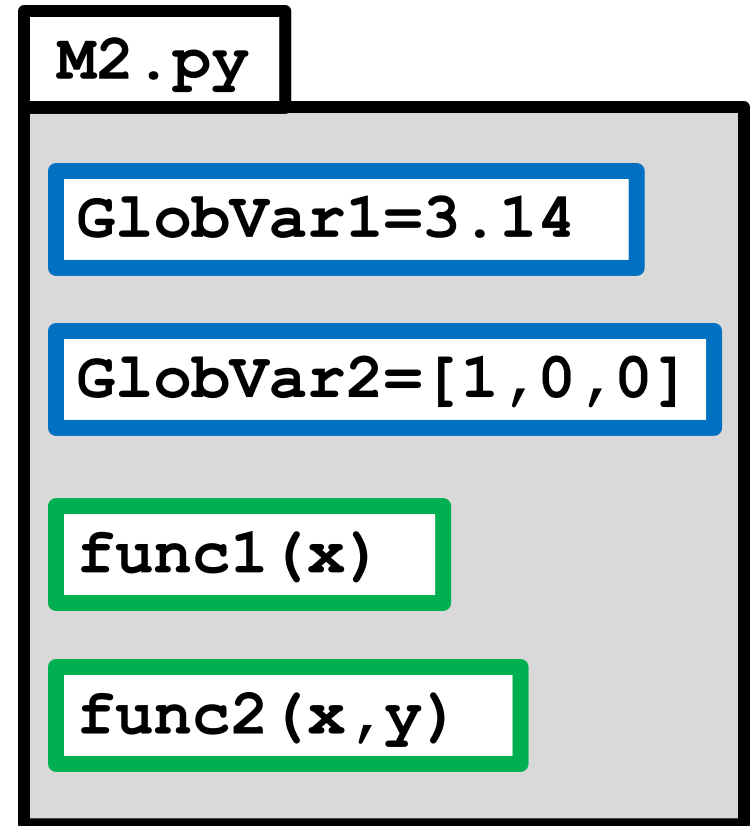 M2.py
GlobVar1=3.14
GlobVar2=[1,0,0]
func1(x)
func2(x,y)